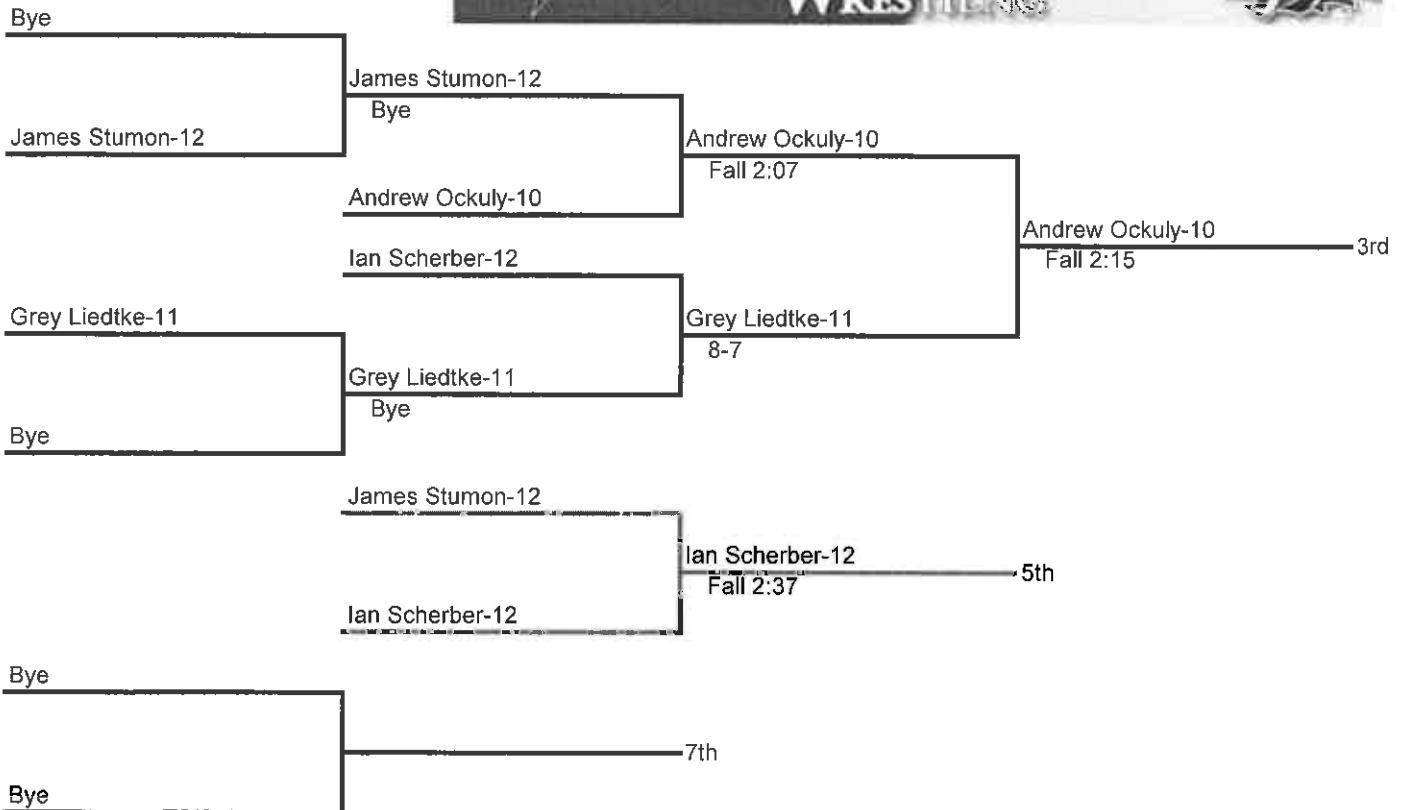 Bye
James Stumon-12
Bye
James Stumon-12
Andrew Ockuly-10
Fall 2:07
Andrew Ockuly-10
Andrew Ockuly-10
Fall 2:15
3rd
Ian Scherber-12
Grey Liedtke-11
Grey Liedtke-11
8-7
Grey Liedtke-11
Bye
Bye
James Stumon-12
Ian Scherber-12
Fall 2:37
5th
Ian Scherber-12
Bye
7th
Bye